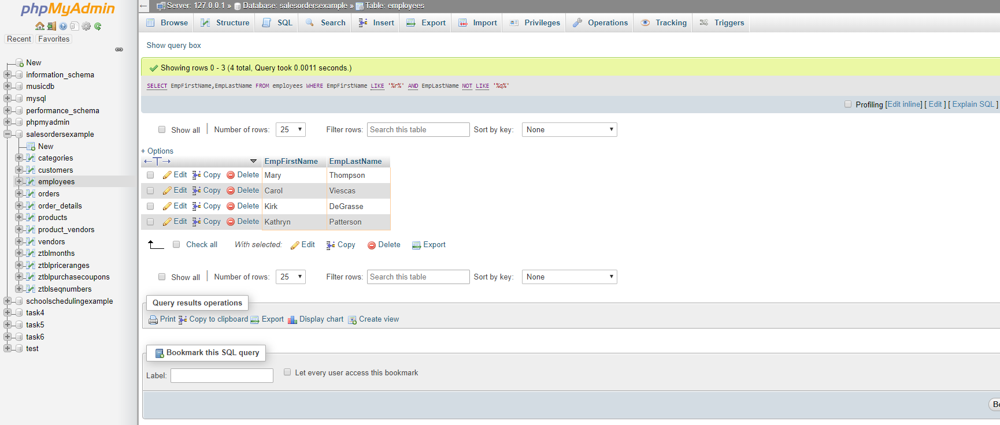 phpMyAdmin
Recent Favorites
New
information_schema
musicdb
mysql
performance_schema
phpmyadmin
salesordersexample
New
categories
customers
employees
orders
order_details
products
product_vendors
vendors
ztblmonths
ztblpriceranges
ztblpurchasecoupons
ztblseqnumbers
schoolschedulingexample
task4
task5
task6
test
Server: 127.0.0.1 » Database: salesordersexample » Table: employees
Browse Structure SQL Search Insert Export Import Privileges Operations Tracking Triggers
Show query box
Showing rows 0 - 3 (4 total, Query took 0.0011 seconds.)
SELECT EmpFirstName,EmpLastName FROM employees WHERE EmpFirstName LIKE '%r%' AND EmpLastName NOT LIKE '%q%'
Profiling [Edit inline] [ Edit ] [ Explain SQL ]
Show all | Number of rows: 25 Filter rows: Search this table Sort by key: None
+ Options
EmpFirstName EmpLastName
Edit Copy Delete Mary Thompson
Edit Copy Delete Carol Viescas
Edit Copy Delete Kirk DeGrasse
Edit Copy Delete Kathryn Patterson
Check all With selected: Edit Copy Delete Export
Show all | Number of rows: 25 Filter rows: Search this table Sort by key: None
Query results operations
Print Copy to clipboard Export Display chart Create view
Bookmark this SQL query
Label: Let every user access this bookmark